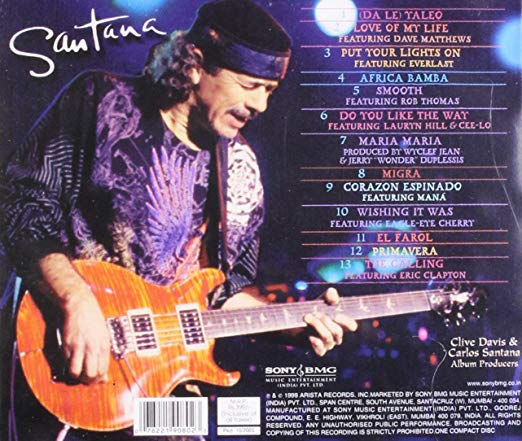 Santana
1 (DA LE) YALEO
2 LOVE OF MY LIFE
FEATURING DAVE MATTHEWS
3 PUT YOUR LIGHTS ON
FEATURING EVERLAST
4 AFRICA BAMBA
5 SMOOTH
FEATURING ROB THOMAS
6 DO YOU LIKE THE WAY
FEATURING LAURYN HILL & CEE-LO
7 MARIA MARIA
PRODUCED BY WYCLEF JEAN
& JERRY "WONDER" DUPLESSIS
8 MIGRA
9 CORAZON ESPINADO
FEATURING MANÁ
10 WISHING IT WAS
FEATURING EAGLE-EYE CHERRY
11 EL FAROL
12 PRIMAVERA
13 THE CALLING
FEATURING ERIC CLAPTON
Clive Davis &
Carlos Santana
Album Producers
SONY BMG
MUSIC ENTERTAINMENT
(INDIA) PVT. LTD
www.sonybmg.co.in
℗ & © 1999 ARISTA RECORDS, INC.MARKETED BY SONY BMG MUSIC ENTERTAINMENT
(INDIA) PVT. LTD., SPAN CENTRE, SOUTH AVENUE, SANTACRUZ (W), MUMBAI - 400 054.
MANUFACTURED AT SONY MUSIC ENTERTAINMENT (INDIA) PVT. LTD., GODREJ
COMPOUND, E. E. HIGHWAY, VIKHROLI (EAST), MUMBAI 400 079, INDIA. ALL RIGHTS
RESERVED. UNAUTHORISED PUBLIC PERFORMANCE, BROADCASTING AND
COPYING OF THIS RECORDING IS STRICTLY PROHIBITED. ONE COMPACT DISC